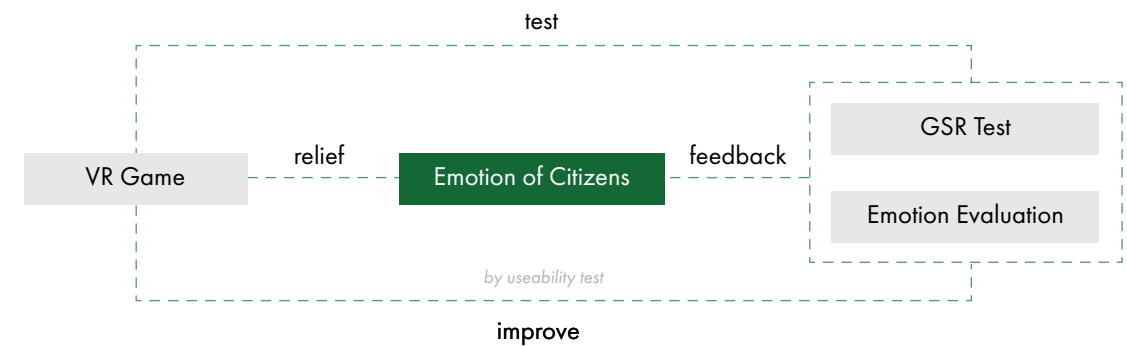 test
GSR Test
relief
feedback
VR Game
Emotion of Citizens
Emotion Evaluation
by useability test
improve